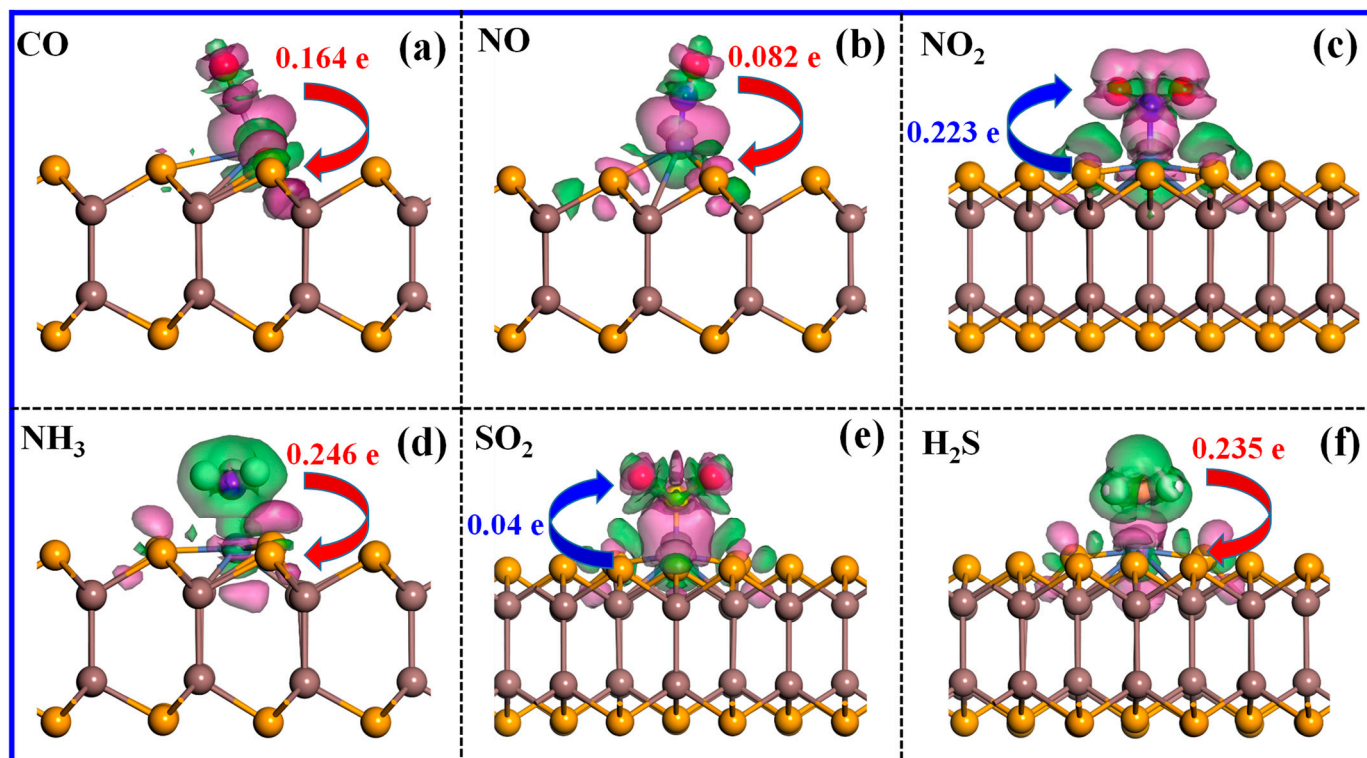 CO
(a)
0.164 e
NO
(b)
0.082 e
NO₂
(c)
0.223 e
NH₃
(d)
0.246 e
SO₂
(e)
0.04 e
H₂S
(f)
0.235 e